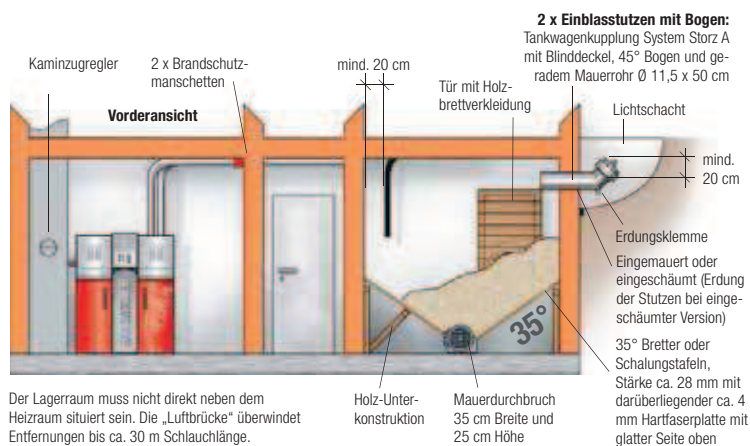 2 x Einblasstutzen mit Bogen:
Tankwagenkupplung System Storz A
mit Blinddeckel, 45° Bogen und ge-
radem Mauerrohr Ø 11,5 x 50 cm
Kaminzugregler
2 x Brandschutz-
manschetten
mind. 20 cm
Tür mit Holz-
brettverkleidung
Lichtschacht
Vorderansicht
mind.
20 cm
Erdungsklemme
Eingemauert oder
eingeschäumt (Erdung
der Stutzen bei einge-
schäumter Version)
35°
35° Bretter oder
Schalungstafeln,
Stärke ca. 28 mm mit
darüberliegender ca. 4
mm Hartfaserplatte mit
glatter Seite oben
Der Lagerraum muss nicht direkt neben dem
Heizraum situiert sein. Die „Luftbrücke“ überwindet
Entfernungen bis ca. 30 m Schlauchlänge.
Holz-Unter-
konstruktion
Mauerdurchbruch
35 cm Breite und
25 cm Höhe